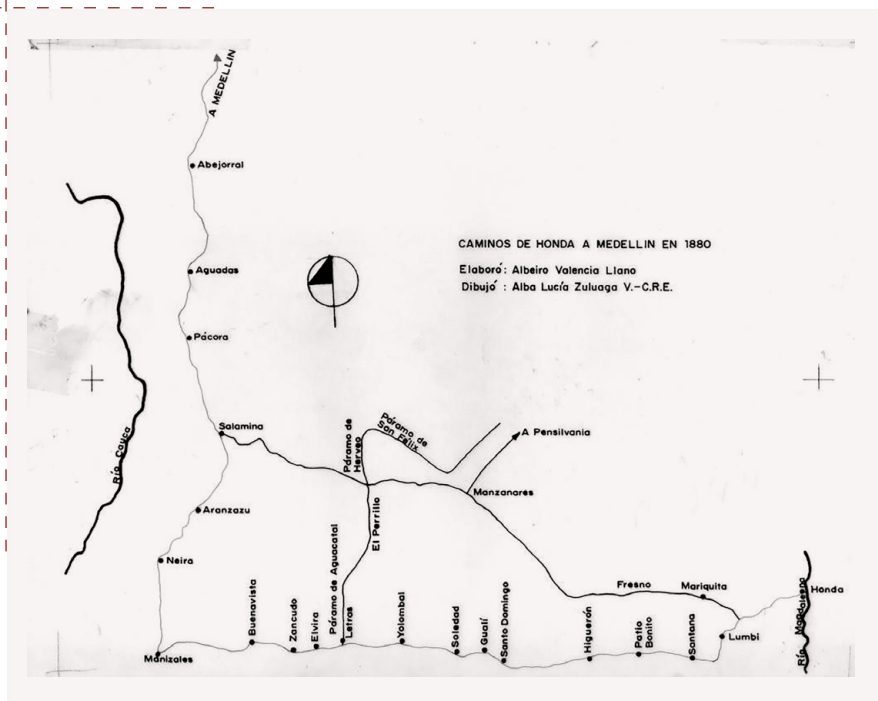 A MEDELLIN
Abejorral
CAMINOS DE HONDA A MEDELLIN EN 1880
Elaboró: Albeiro Valencia Llano
Dibujó : Alba Lucía Zuluaga V.-C.R.E.
Aguadas
Pácora
Salamina
Río Cauca
Páramo de
Herveo
Páramo de
San Félix
A Pensilvania
Manzanares
El Perrillo
Aranzazu
Neira
Manizales
Buenavista
Zancudo
Elvira
Páramo de Aguacatal
Letras
Yolombal
Soledad
Gualí
Santo Domingo
Higuerón
Patio
Bonito
Santana
Fresno
Mariquita
Lumbi
Honda
Río Magdalena